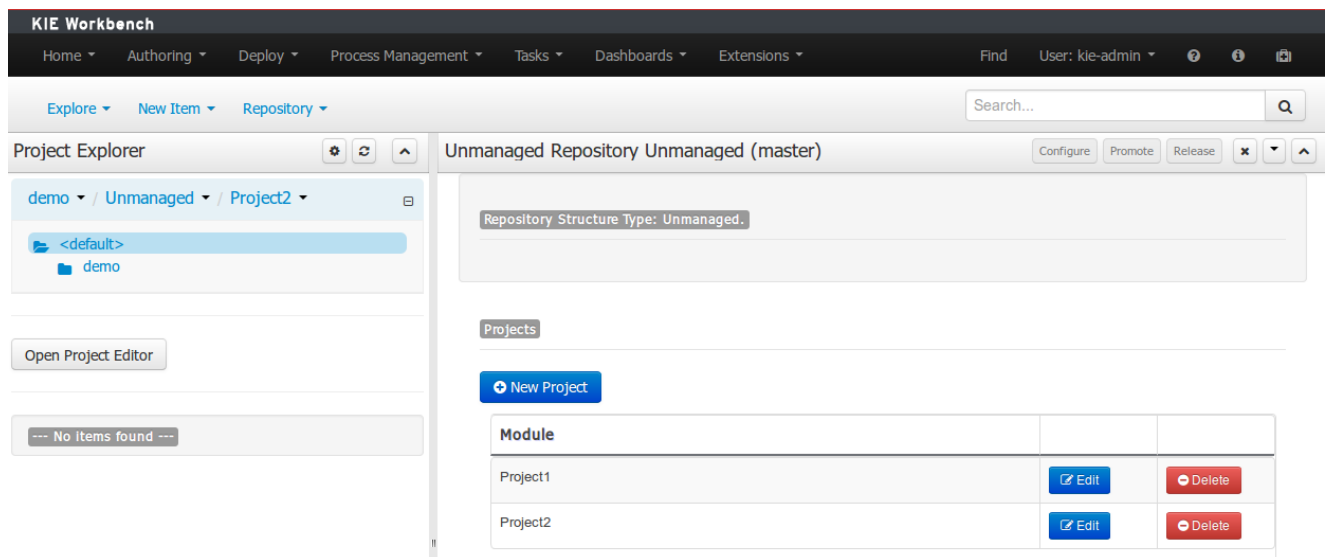 KIE Workbench
Home Authoring Deploy Process Management Tasks Dashboards Extensions Find User: kie-admin
Explore New Item Repository Search...
Project Explorer
demo / Unmanaged / Project2
<default>
demo
Open Project Editor
--- No items found ---
Unmanaged Repository Unmanaged (master) Configure Promote Release
Repository Structure Type: Unmanaged.
Projects
New Project
Module
Project1 Edit Delete
Project2 Edit Delete